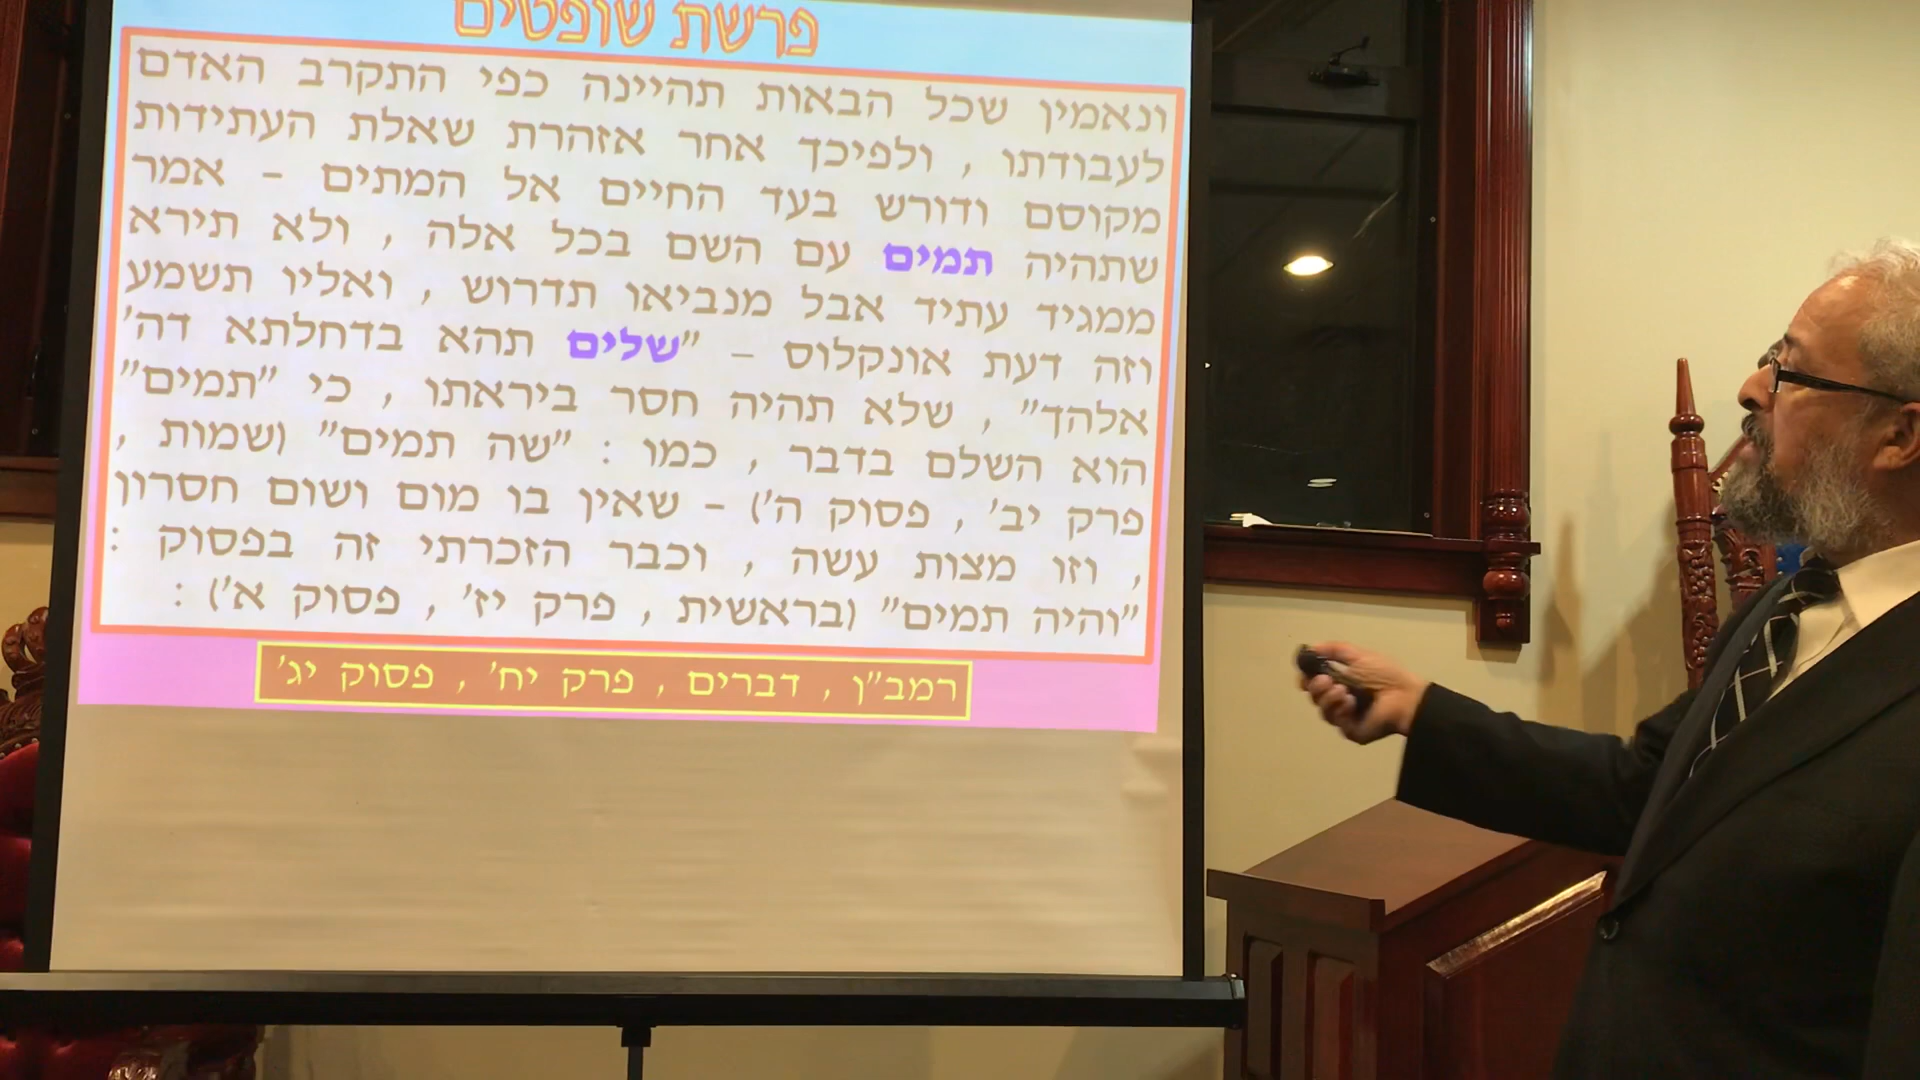 פרשת שופטים
ונאמין שכל הבאות תהיינה כפי התקרב האדם
לעבודתו , ולפיכך אחר אזהרת שאלת העתידות
מקוסם ודורש בעד החיים אל המתים - אמר
שתהיה תמים עם השם בכל אלה , ולא תירא
ממגיד עתיד אבל מנביאו תדרוש , ואליו תשמע
וזה דעת אונקלוס - "שלים תהא בדחלתא דה'
אלהך" , שלא תהיה חסר ביראתו , כי "תמים"
הוא השלם בדבר , כמו : "שה תמים" (שמות ,
פרק יב' , פסוק ה') - שאין בו מום ושום חסרון
, וזו מצות עשה , וכבר הזכרתי זה בפסוק :
"והיה תמים" (בראשית , פרק יז' , פסוק א') :
רמב"ן , דברים , פרק יח' , פסוק יג'